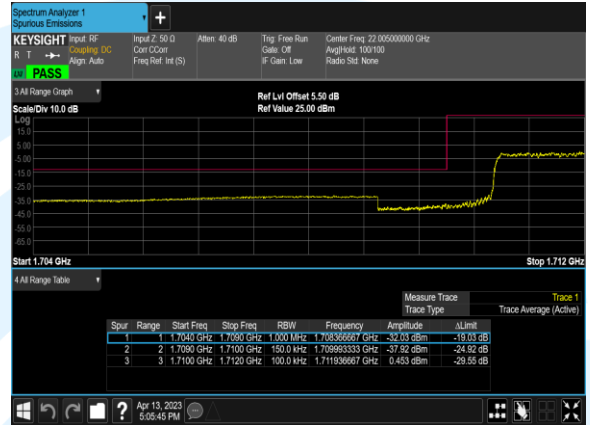 Spectrum Analyzer 1
Spurious Emissions
KEYSIGHT Input: RF Input Z: 50 Ω Atten: 40 dB Trig: Free Run Center Freq: 22.005000000 GHz
R T Coupling: DC Corr CCorr Gate: Off Avg|Hold: 100/100
Align: Auto Freq Ref: Int (S) IF Gain: Low Radio Std: None
PASS
3 All Range Graph
Ref Lvl Offset 5.50 dB
Scale/Div 10.0 dB Ref Value 25.00 dBm
Log
15.0
5.00
-5.00
-15.0
-25.0
-35.0
-45.0
-55.0
-65.0
Start 1.704 GHz Stop 1.712 GHz
4 All Range Table
Measure Trace Trace 1
Trace Type Trace Average (Active)
Spur Range Start Freq Stop Freq RBW Frequency Amplitude ΔLimit
1 1 1.7040 GHz 1.7090 GHz 1.000 MHz 1.708366667 GHz -32.03 dBm -19.03 dB
2 2 1.7090 GHz 1.7100 GHz 150.0 kHz 1.709993333 GHz -37.92 dBm -24.92 dB
3 3 1.7100 GHz 1.7120 GHz 100.0 kHz 1.711936667 GHz 0.453 dBm -29.55 dB
? Apr 13, 2023
5:05:45 PM